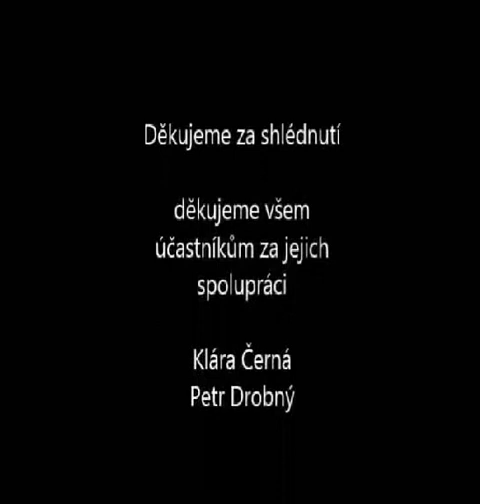 Děkujeme za shlédnutí
děkujeme všem
účastníkům za jejich
spolupráci
Klára Černá
Petr Drobný